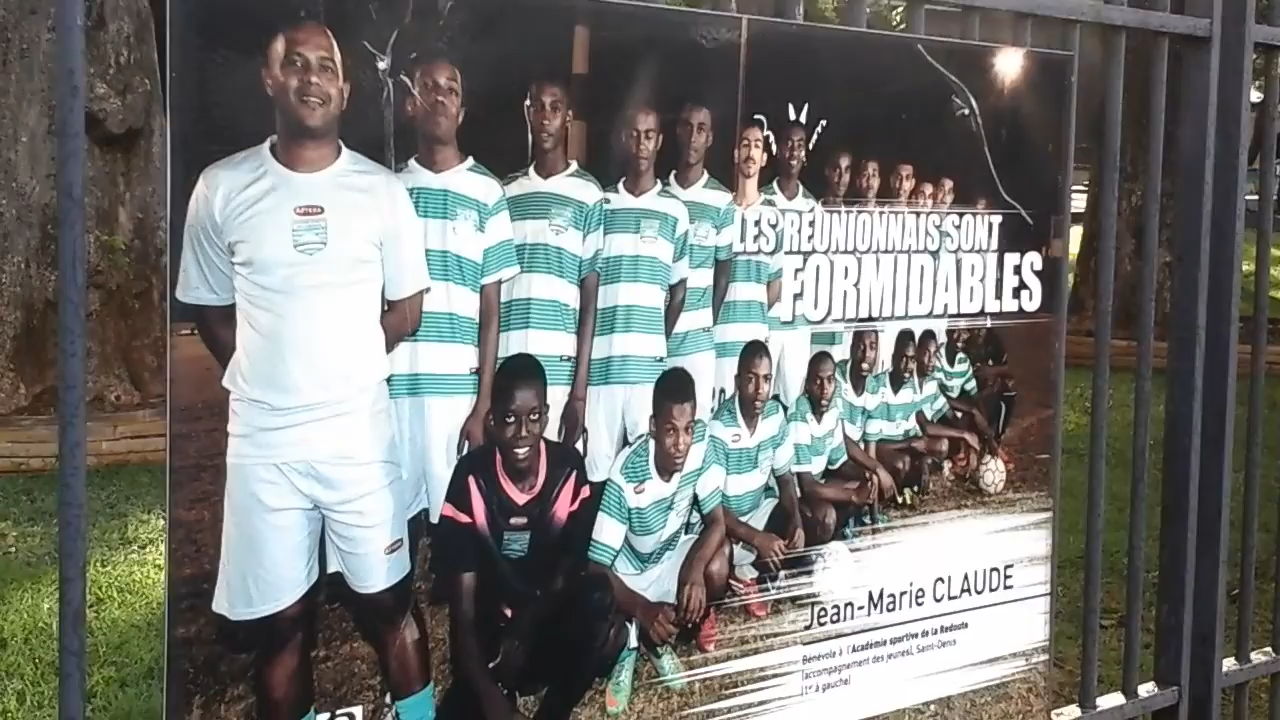 LES RÉUNIONNAIS SONT
FORMIDABLES
Jean-Marie CLAUDE
Bénévole à l'Académie sportive de la Redoute
(accompagnement des jeunes), Saint-Denis
(1er à gauche)